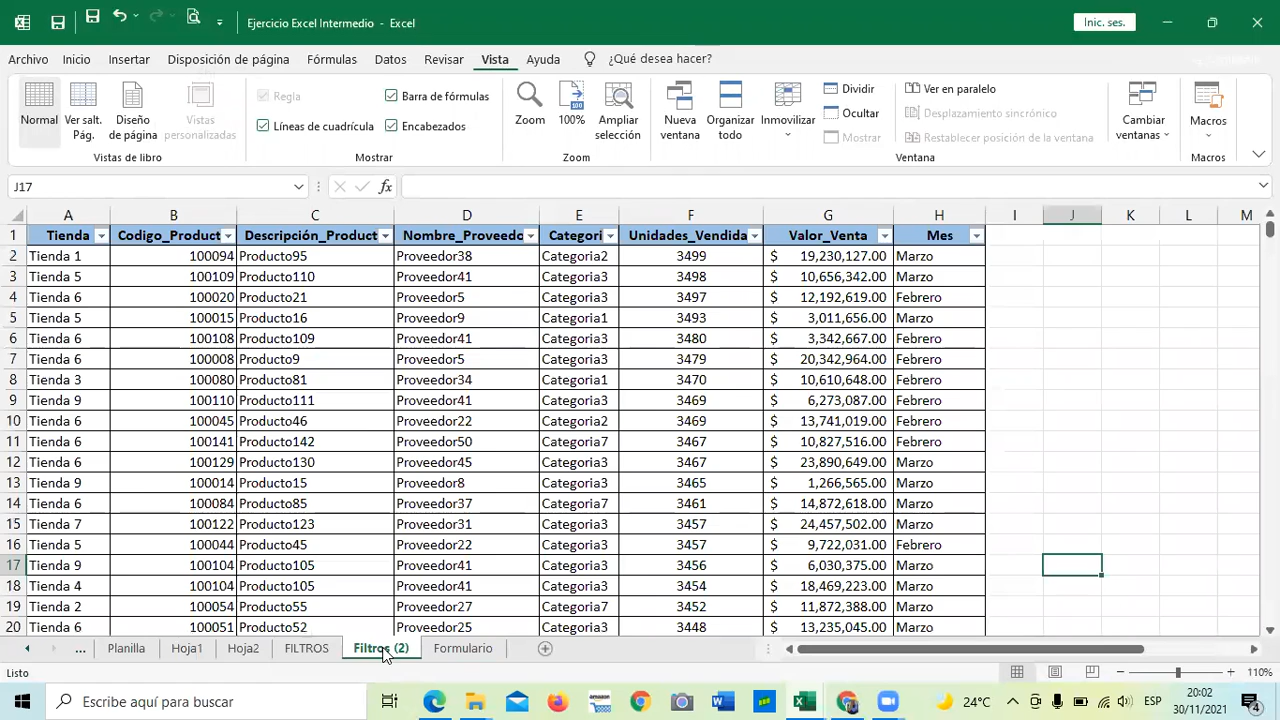 Ejercicio Excel Intermedio - Excel
Inic. ses.
Archivo Inicio Insertar Disposición de página Fórmulas Datos Revisar Vista Ayuda ¿Qué desea hacer?
Normal
Ver salt. Pág.
Diseño de página
Vistas personalizadas
Libros de libro
Regla
Barra de fórmulas
Líneas de cuadrícula
Encabezados
Mostrar
Zoom
100%
Ampliar selección
Zoom
Nueva ventana
Organizar todo
Inmovilizar
Dividir
Ocultar
Mostrar
Ver en paralelo
Desplazamiento sincrónico
Restablecer posición de la ventana
Ventana
Cambiar ventanas
Macros
Macros
J17
fx
A B C D E F G H I J K L M
1 Tienda Codigo_Product Descripción_Product Nombre_Proveedo Categori Unidades_Vendida Valor_Venta Mes
2 Tienda 1 100094 Producto95 Proveedor38 Categoria2 3499 $ 19,230,127.00 Marzo
3 Tienda 5 100109 Producto110 Proveedor41 Categoria3 3498 $ 10,656,342.00 Marzo
4 Tienda 6 100020 Producto21 Proveedor5 Categoria3 3497 $ 12,192,619.00 Febrero
5 Tienda 5 100015 Producto16 Proveedor9 Categoria1 3493 $ 3,011,656.00 Marzo
6 Tienda 6 100108 Producto109 Proveedor41 Categoria3 3480 $ 3,342,667.00 Febrero
7 Tienda 6 100008 Producto9 Proveedor5 Categoria3 3479 $ 20,342,964.00 Febrero
8 Tienda 3 100080 Producto81 Proveedor34 Categoria1 3470 $ 10,610,648.00 Febrero
9 Tienda 9 100110 Producto111 Proveedor41 Categoria3 3469 $ 6,273,087.00 Febrero
10 Tienda 6 100045 Producto46 Proveedor22 Categoria2 3469 $ 13,741,019.00 Febrero
11 Tienda 6 100141 Producto142 Proveedor50 Categoria7 3467 $ 10,827,516.00 Febrero
12 Tienda 6 100129 Producto130 Proveedor45 Categoria3 3467 $ 23,890,649.00 Marzo
13 Tienda 9 100014 Producto15 Proveedor8 Categoria3 3465 $ 1,266,565.00 Marzo
14 Tienda 6 100084 Producto85 Proveedor37 Categoria7 3461 $ 14,872,618.00 Marzo
15 Tienda 7 100122 Producto123 Proveedor31 Categoria3 3457 $ 24,457,502.00 Marzo
16 Tienda 5 100044 Producto45 Proveedor22 Categoria3 3457 $ 9,722,031.00 Febrero
17 Tienda 9 100104 Producto105 Proveedor41 Categoria3 3456 $ 6,030,375.00 Marzo
18 Tienda 4 100104 Producto105 Proveedor41 Categoria3 3454 $ 18,469,223.00 Marzo
19 Tienda 2 100054 Producto55 Proveedor27 Categoria7 3452 $ 11,872,388.00 Marzo
20 Tienda 6 100051 Producto52 Proveedor25 Categoria3 3448 $ 13,235,045.00 Marzo
... Planilla Hoja1 Hoja2 FILTROS Filtros (2) Formulario
Listo
110%
Escribe aquí para buscar
24°C
ESP
20:02
30/11/2021
4